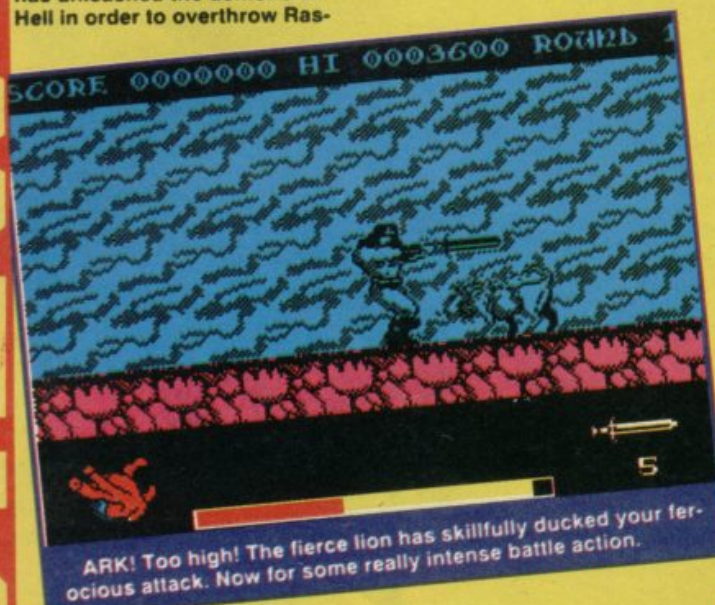 Hell in order to overthrow Ras-
SCORE 0000000 HI 0003600 ROUND 1
5
ARK! Too high! The fierce lion has skillfully ducked your fer-
ocious attack. Now for some really intense battle action.